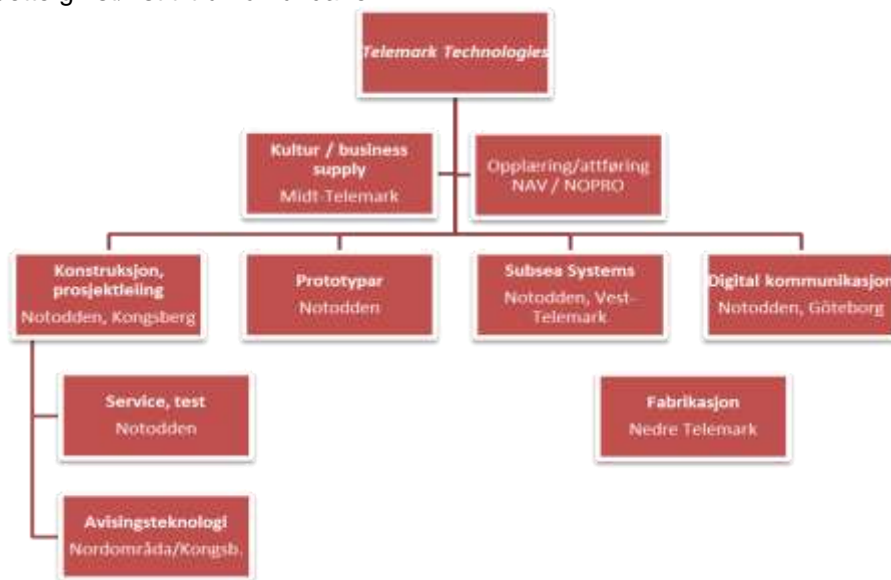 Telemark Technologies
Kultur / business
supply
Midt-Telemark
Opplæring/attføring
NAV / NOPRO
Konstruksjon,
prosjektleiing
Notodden, Kongsberg
Prototypar
Notodden
Subsea Systems
Notodden, Vest-
Telemark
Digital kommunikasjon
Notodden, Göteborg
Service, test
Notodden
Fabrikasjon
Nedre Telemark
Avisingsteknologi
Nordområda/Kongsb.